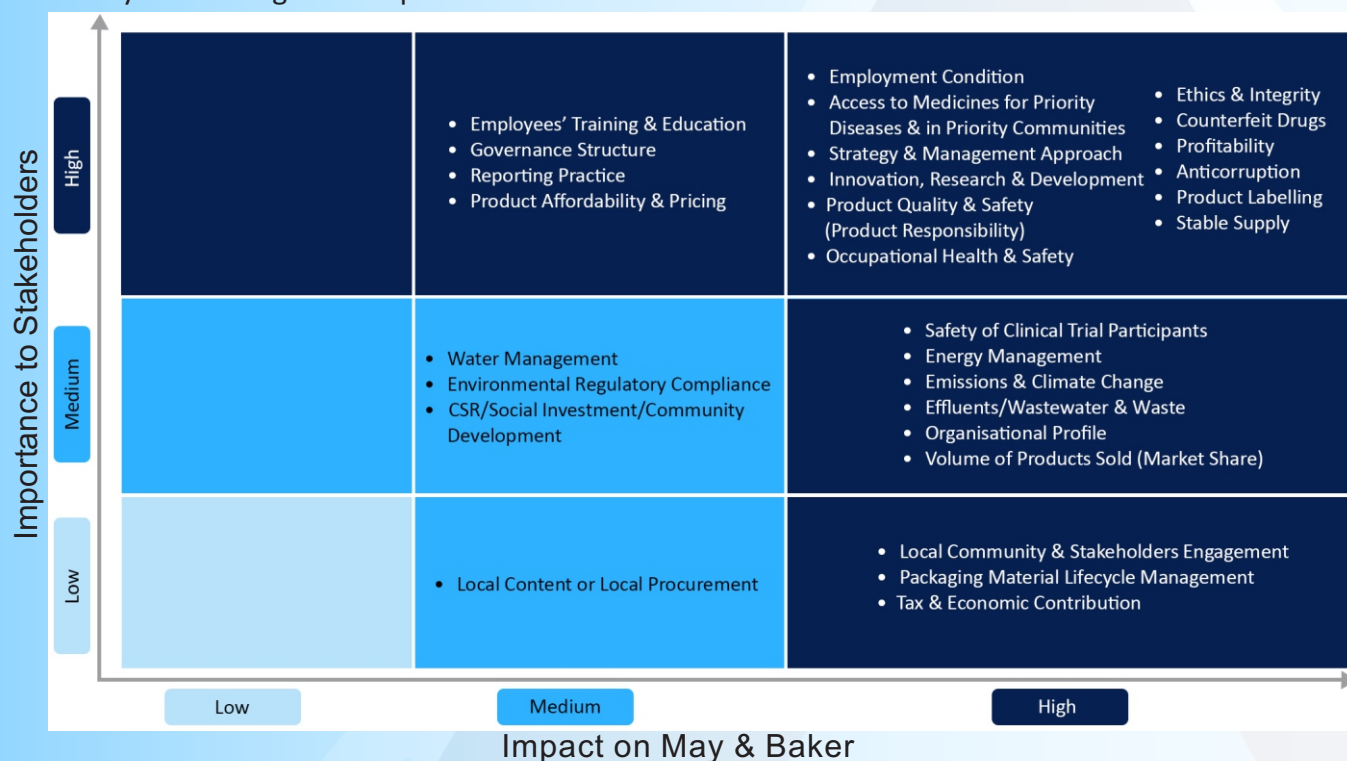 Importance to Stakeholders
High
• Employees' Training & Education
• Governance Structure
• Reporting Practice
• Product Affordability & Pricing
• Employment Condition
• Access to Medicines for Priority
Diseases & in Priority Communities
• Strategy & Management Approach
• Innovation, Research & Development
• Product Quality & Safety
(Product Responsibility)
• Occupational Health & Safety
• Ethics & Integrity
• Counterfeit Drugs
• Profitability
• Anticorruption
• Product Labelling
• Stable Supply
Medium
• Water Management
• Environmental Regulatory Compliance
• CSR/Social Investment/Community
Development
• Safety of Clinical Trial Participants
• Energy Management
• Emissions & Climate Change
• Effluents/Wastewater & Waste
• Organisational Profile
• Volume of Products Sold (Market Share)
Low
• Local Content or Local Procurement
• Local Community & Stakeholders Engagement
• Packaging Material Lifecycle Management
• Tax & Economic Contribution
Low
Medium
High
Impact on May & Baker